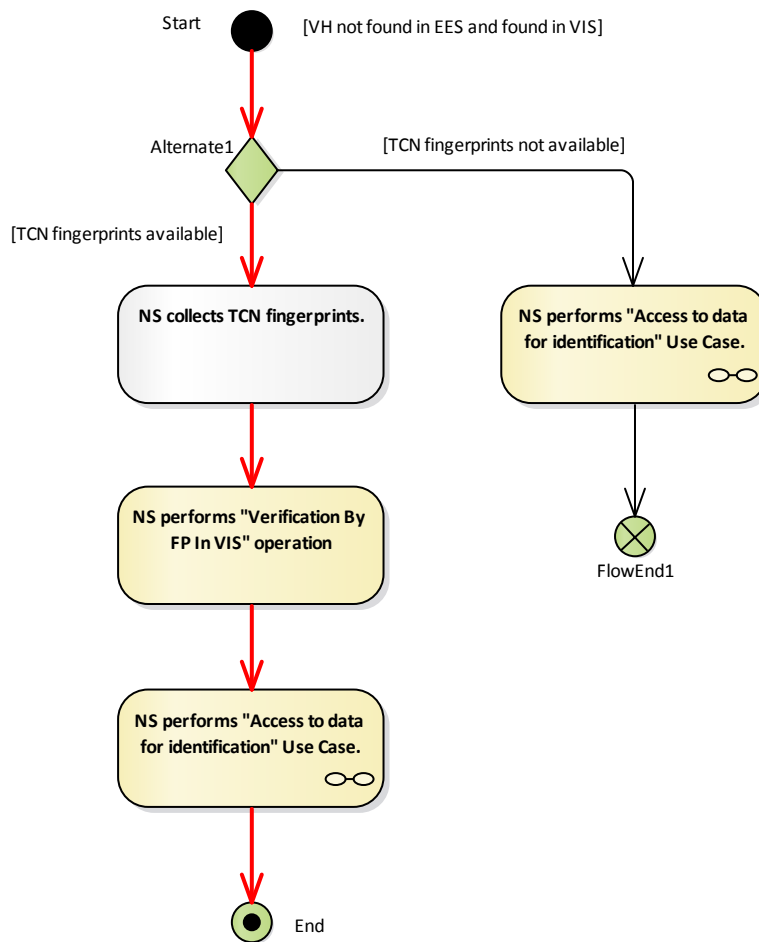 Start
[VH not found in EES and found in VIS]
Alternate1
[TCN fingerprints not available]
[TCN fingerprints available]
NS collects TCN fingerprints.
NS performs "Access to data
for identification" Use Case.
NS performs "Verification By
FP In VIS" operation
FlowEnd1
NS performs "Access to data
for identification" Use Case.
End